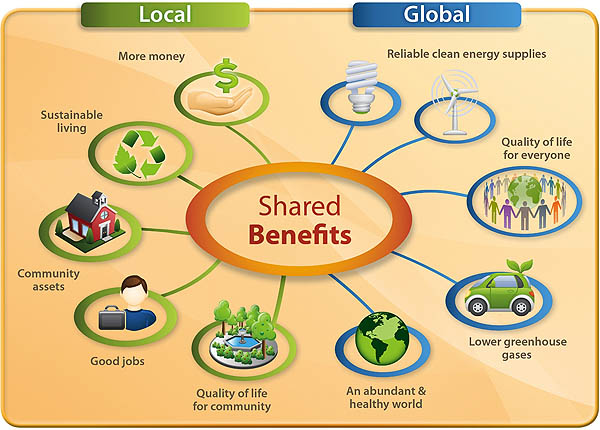 Local
Global
More money
Sustainable
living
Community
assets
Good jobs
Quality of life
for community
Shared
Benefits
Reliable clean energy supplies
Quality of life
for everyone
Lower greenhouse
gases
An abundant &
healthy world